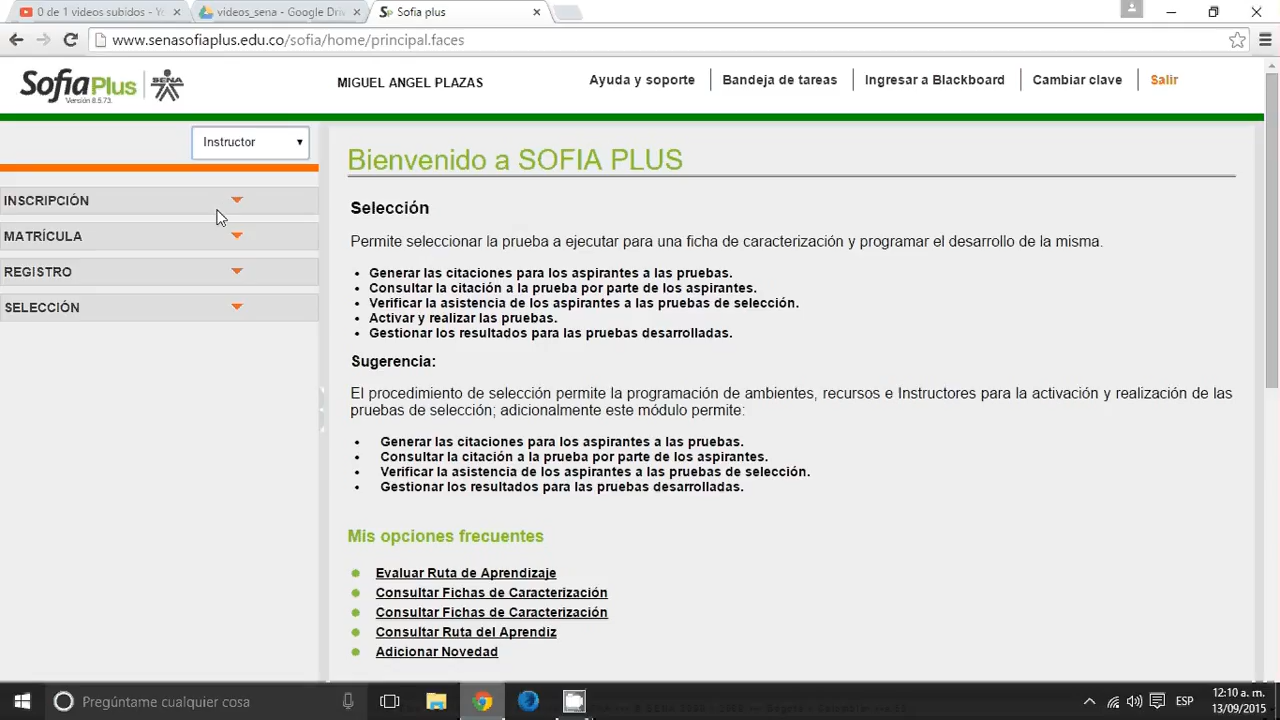 0 de 1 videos subidos - Yo
videos_sena - Google Driv
Sofia plus
www.senasofiaplus.edu.co/sofia/home/principal.faces
SofiaPlus
Versión 8.5.73.
SENA
MIGUEL ANGEL PLAZAS
Ayuda y soporte
Bandeja de tareas
Ingresar a Blackboard
Cambiar clave
Salir
Instructor
INSCRIPCIÓN
MATRÍCULA
REGISTRO
SELECCIÓN
Bienvenido a SOFIA PLUS
Selección
Permite seleccionar la prueba a ejecutar para una ficha de caracterización y programar el desarrollo de la misma.
• Generar las citaciones para los aspirantes a las pruebas.
• Consultar la citación a la prueba por parte de los aspirantes.
• Verificar la asistencia de los aspirantes a las pruebas de selección.
• Activar y realizar las pruebas.
• Gestionar los resultados para las pruebas desarrolladas.
Sugerencia:
El procedimiento de selección permite la programación de ambientes, recursos e Instructores para la activación y realización de las
pruebas de selección; adicionalmente este módulo permite:
• Generar las citaciones para los aspirantes a las pruebas.
• Consultar la citación a la prueba por parte de los aspirantes.
• Verificar la asistencia de los aspirantes a las pruebas de selección.
• Gestionar los resultados para las pruebas desarrolladas.
Mis opciones frecuentes
Evaluar Ruta de Aprendizaje
Consultar Fichas de Caracterización
Consultar Fichas de Caracterización
Consultar Ruta del Aprendiz
Adicionar Novedad
Pregúntame cualquier cosa
ESP
12:10 a. m.
13/09/2015